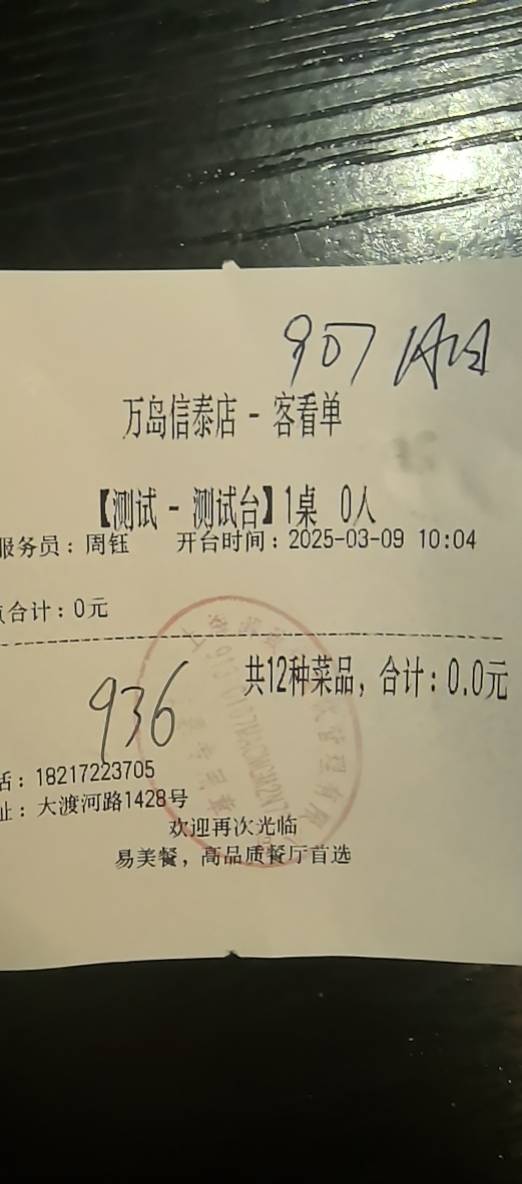 907
万岛信泰店 - 客看单
【测试 - 测试台】1桌 0人
服务员：周钰 开台时间：2025-03-09 10:04
合计：0元
共12种菜品，合计：0.0元
936
话：18217223705
址：大渡河路1428号
欢迎再次光临
易美餐，高品质餐厅首选